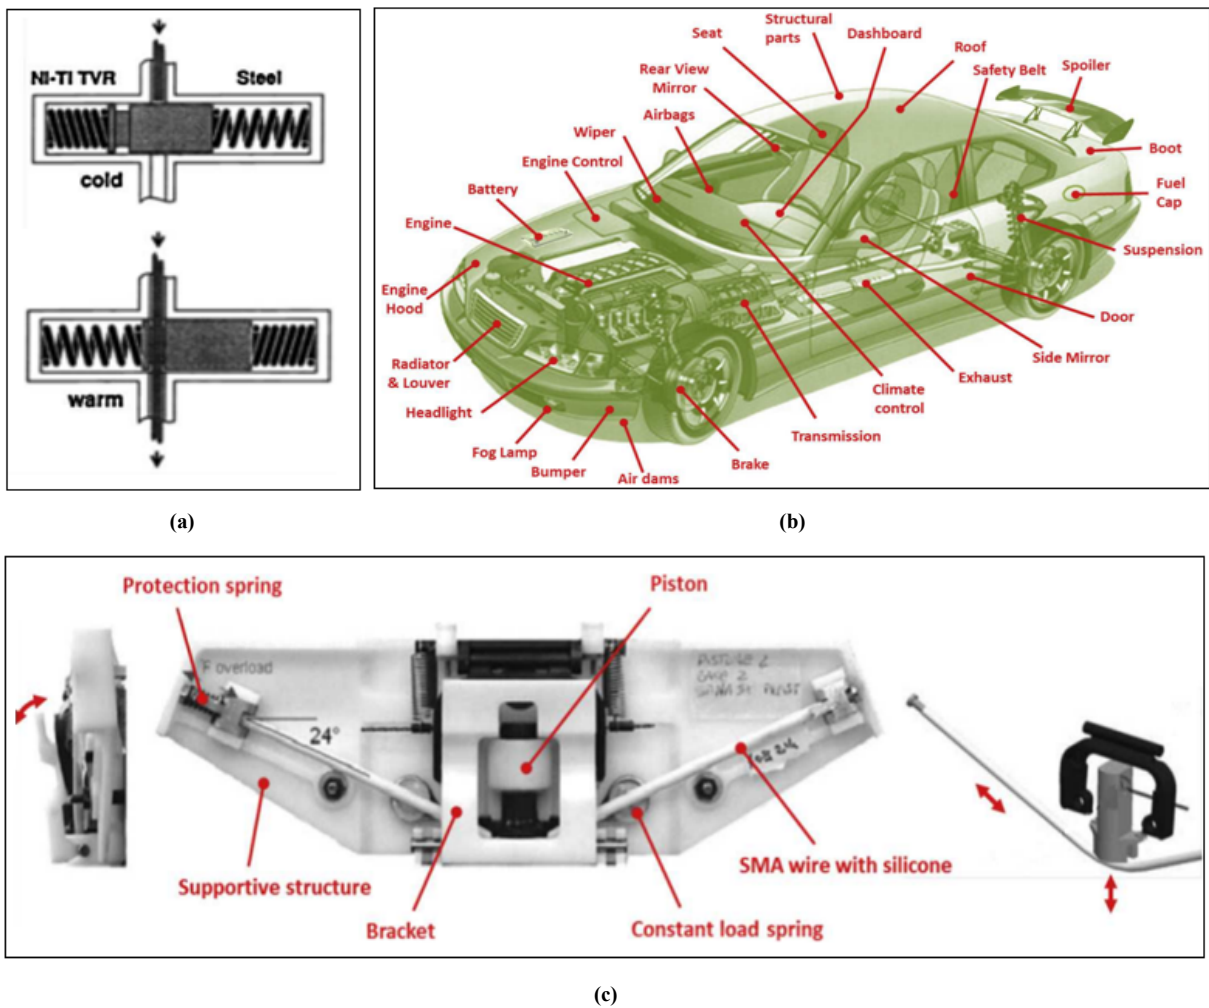 NI-TI TVR
Steel
cold
warm
(a)
Structural
parts
Dashboard
Seat
Roof
Rear View
Mirror
Safety Belt
Spoiler
Airbags
Wiper
Engine Control
Boot
Battery
Fuel
Cap
Engine
Suspension
Engine
Hood
Door
Side Mirror
Radiator
& Louver
Exhaust
Climate
control
Headlight
Transmission
Fog Lamp
Brake
Bumper
Air dams
(b)
Protection spring
Piston
F overload
24°
SMA wire with silicone
Supportive structure
Bracket
Constant load spring
(c)